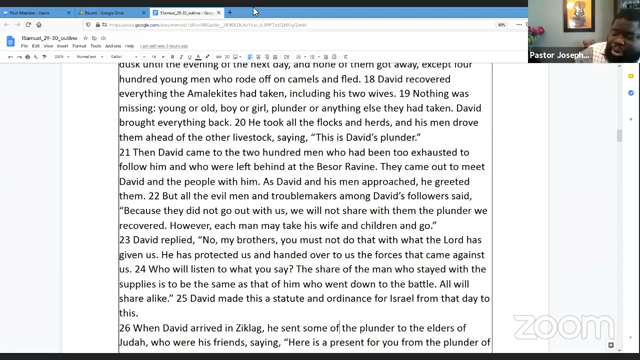 1Samuel_29-30_outline
Pastor Joseph
dusk until the evening of the next day, and none of them got away, except four
hundred young men who rode off on camels and fled. 18 David recovered
everything the Amalekites had taken, including his two wives. 19 Nothing was
missing: young or old, boy or girl, plunder or anything else they had taken. David
brought everything back. 20 He took all the flocks and herds, and his men drove
them ahead of the other livestock, saying, “This is David’s plunder.”
21 Then David came to the two hundred men who had been too exhausted to
follow him and who were left behind at the Besor Ravine. They came out to meet
David and the people with him. As David and his men approached, he greeted
them. 22 But all the evil men and troublemakers among David’s followers said,
“Because they did not go out with us, we will not share with them the plunder we
recovered. However, each man may take his wife and children and go.”
23 David replied, “No, my brothers, you must not do that with what the Lord has
given us. He has protected us and handed over to us the forces that came against
us. 24 Who will listen to what you say? The share of the man who stayed with the
supplies is to be the same as that of him who went down to the battle. All will
share alike.” 25 David made this a statute and ordinance for Israel from that day to
this.
26 When David arrived in Ziklag, he sent some of the plunder to the elders of
Judah, who were his friends, saying, “Here is a present for you from the plunder of
zoom